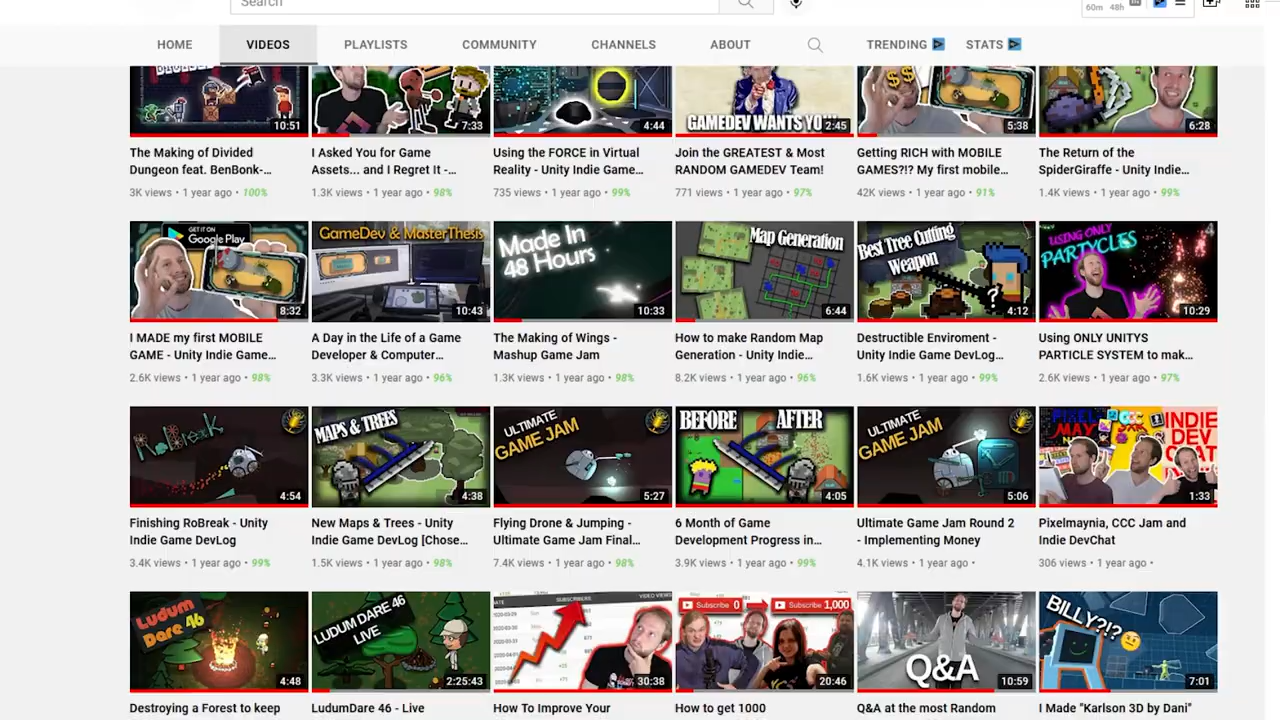 Search
60m 48h
HOME VIDEOS PLAYLISTS COMMUNITY CHANNELS ABOUT TRENDING STATS
10:51 7:33 4:44 GAMEDEV WANTS YO 2:45 5:38 6:28
The Making of Divided
Dungeon feat. BenBonk-...
3K views • 1 year ago • 100%
I Asked You for Game
Assets... and I Regret It -...
1.3K views • 1 year ago • 98%
Using the FORCE in Virtual
Reality - Unity Indie Game...
735 views • 1 year ago • 99%
Join the GREATEST & Most
RANDOM GAMEDEV Team!
771 views • 1 year ago • 97%
Getting RICH with MOBILE
GAMES?!? My first mobile...
42K views • 1 year ago • 91%
The Return of the
SpiderGiraffe - Unity Indie...
1.4K views • 1 year ago • 99%
GET IT ON
Google Play
8:32
I MADE my first MOBILE
GAME - Unity Indie Game...
2.6K views • 1 year ago • 98%
GameDev & MasterThesis
10:43
A Day in the Life of a Game
Developer & Computer...
3.3K views • 1 year ago • 96%
Made In
48 Hours
10:33
The Making of Wings -
Mashup Game Jam
1.3K views • 1 year ago • 98%
Map Generation
6:44
How to make Random Map
Generation - Unity Indie...
8.2K views • 1 year ago • 96%
Best Tree Cutting
Weapon
?
4:12
Destructible Enviroment -
Unity Indie Game DevLog...
1.6K views • 1 year ago • 99%
USING ONLY
PARTYCLES
10:29
Using ONLY UNITYS
PARTICLE SYSTEM to mak...
2.6K views • 1 year ago • 97%
RoBreak
4:54
Finishing RoBreak - Unity
Indie Game DevLog
3.4K views • 1 year ago • 99%
MAPS & TREES
4:38
New Maps & Trees - Unity
Indie Game DevLog [Chose...
1.5K views • 1 year ago • 98%
ULTIMATE
GAME JAM
5:27
Flying Drone & Jumping -
Ultimate Game Jam Final...
7.4K views • 1 year ago • 98%
BEFORE AFTER
4:05
6 Month of Game
Development Progress in...
3.9K views • 1 year ago • 99%
ULTIMATE
GAME JAM
5:06
Ultimate Game Jam Round 2
- Implementing Money
4.1K views • 1 year ago •
PIXEL
MAY
INDIE
DEV
CHAT
1:33
Pixelmaynia, CCC Jam and
Indie DevChat
306 views • 1 year ago •
Ludum
Dare 46
4:48
Destroying a Forest to keep
LUDUM DARE 46
LIVE
2:25:43
LudumDare 46 - Live
SUBSCRIBERS VIDEO VIEWS
30:38
How To Improve Your
Subscribe 0 Subscribe 1,000
20:46
How to get 1000
Q&A
10:59
Q&A at the most Random
BILLY?!?
7:01
I Made "Karlson 3D by Dani"